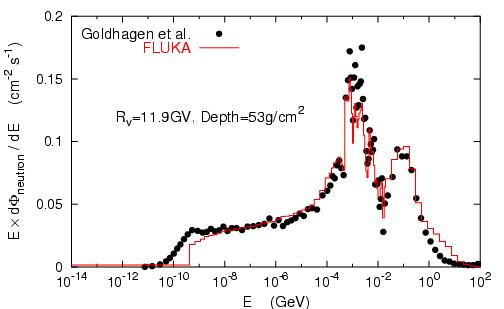 0.2
0.15
0.1
0.05
0
E × dΦneutron / dE (cm⁻² s⁻¹)
Goldhagen et al.
FLUKA
Rv=11.9GV, Depth=53g/cm²
10⁻¹⁴ 10⁻¹² 10⁻¹⁰ 10⁻⁸ 10⁻⁶ 10⁻⁴ 10⁻² 10⁰ 10²
E (GeV)